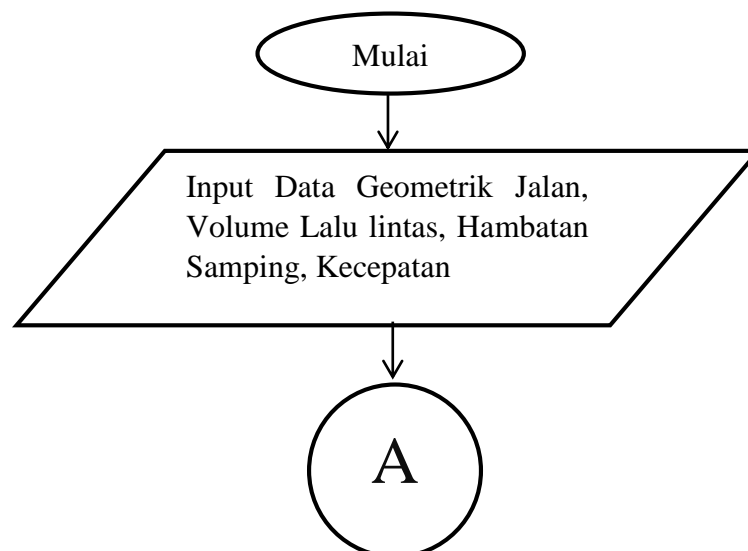 Mulai
Input Data Geometrik Jalan,
Volume Lalu lintas, Hambatan
Samping, Kecepatan
A